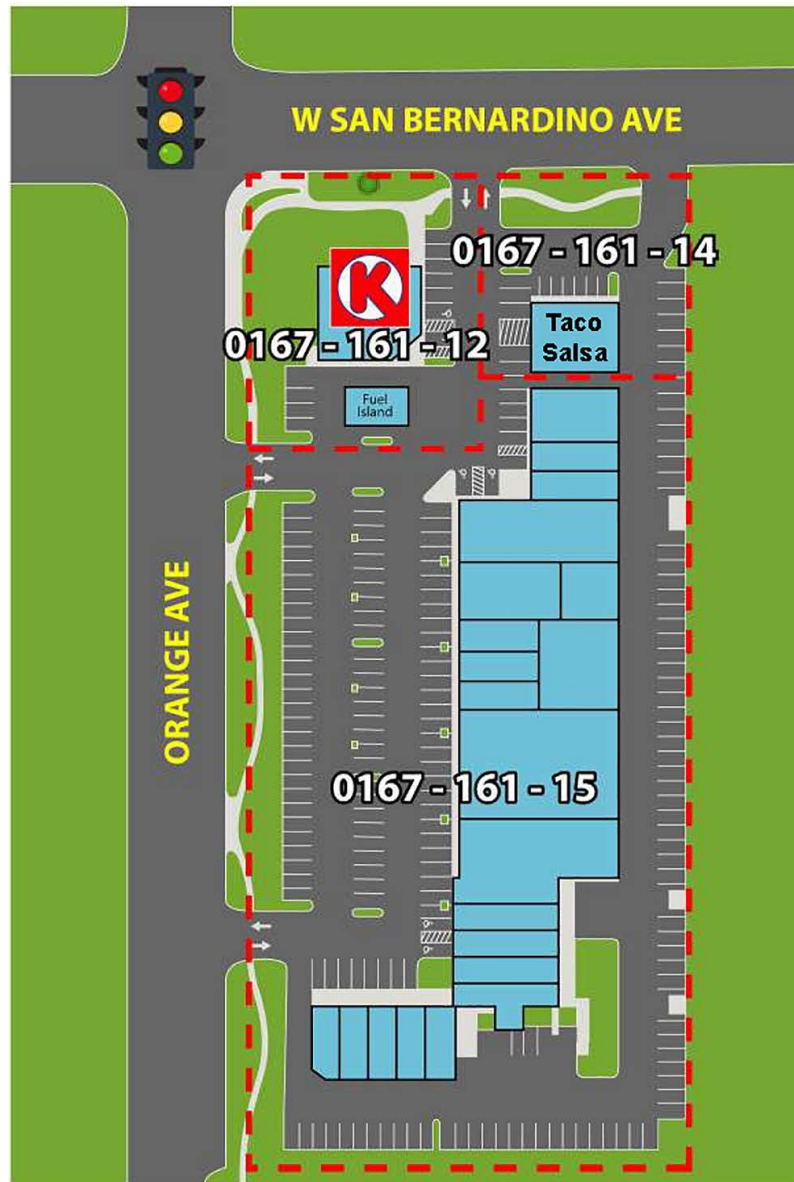 W SAN BERNARDINO AVE
0167 - 161 - 14
K
0167 - 161 - 12
Taco
Salsa
Fuel
Island
ORANGE AVE
0167 - 161 - 15